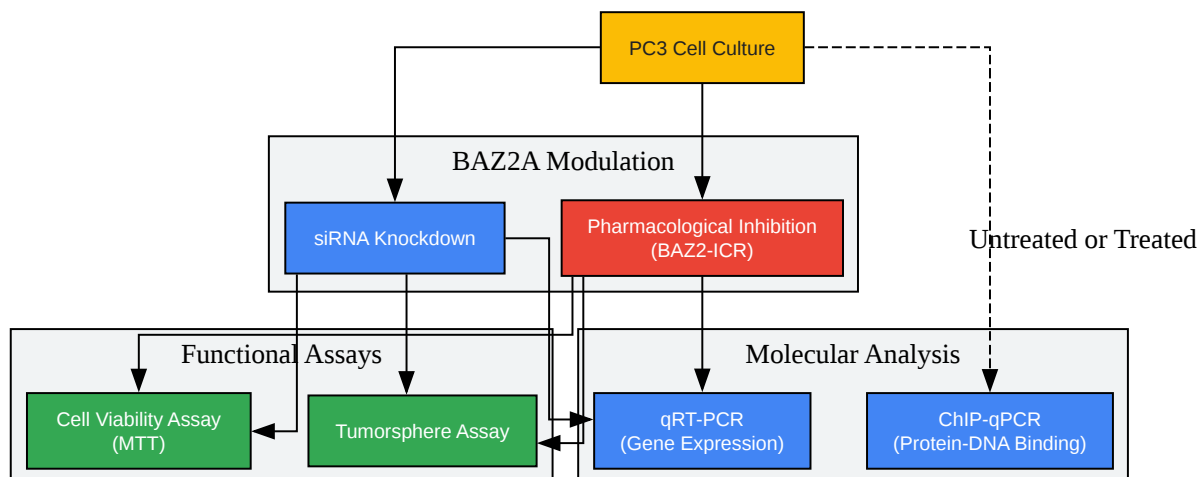 PC3 Cell Culture
BAZ2A Modulation
siRNA Knockdown
Pharmacological Inhibition
(BAZ2-ICR)
Untreated or Treated
Functional Assays
Molecular Analysis
Cell Viability Assay
(MTT)
Tumorsphere Assay
qRT-PCR
(Gene Expression)
ChIP-qPCR
(Protein-DNA Binding)